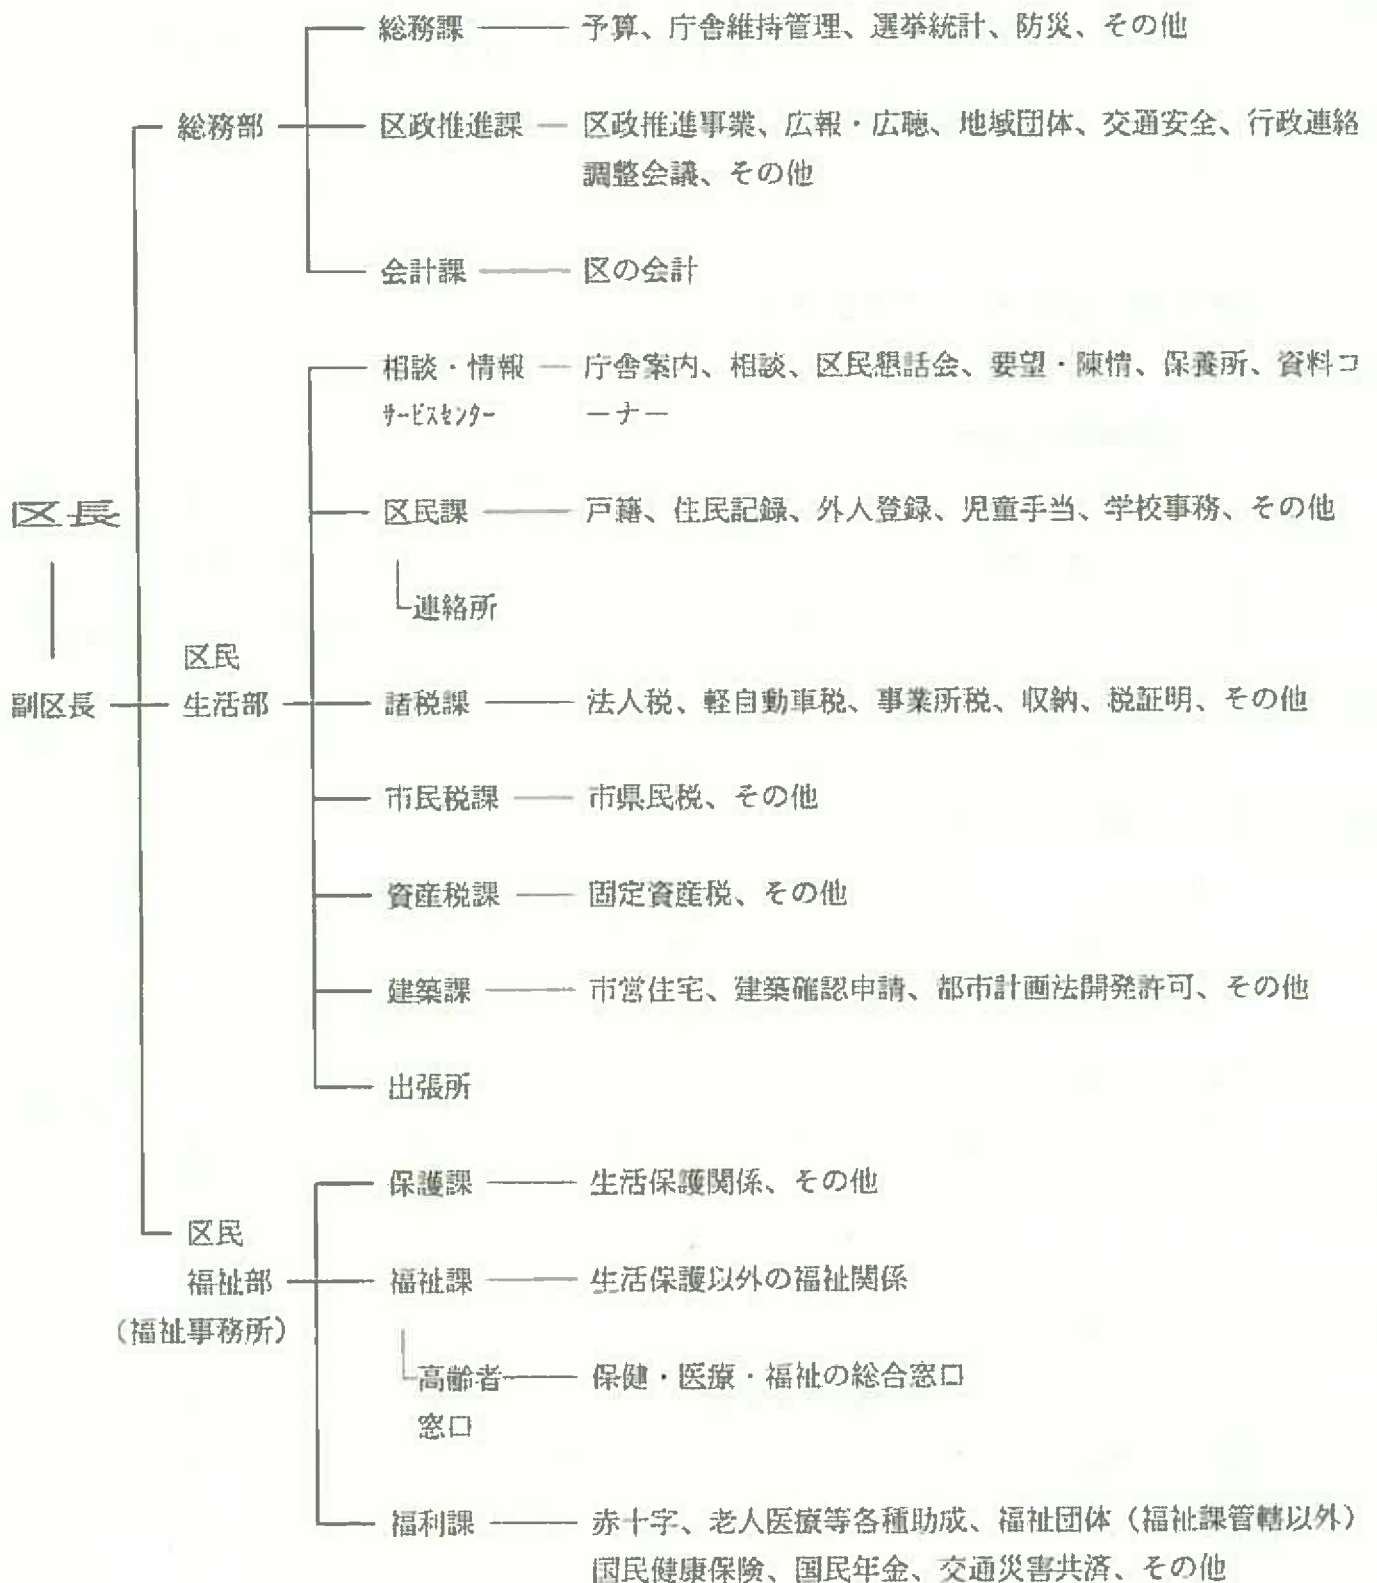 総務課 予算、庁舎維持管理、選挙統計、防災、その他
総務部 区政推進課 区政推進事業、広報・広聴、地域団体、交通安全、行政連絡
調整会議、その他
会計課 区の会計
相談・情報 庁舎案内、相談、区民懇話会、要望・陳情、保養所、資料コ
サービスセンター ーナー
区長
区民課 戸籍、住民記録、外人登録、児童手当、学校事務、その他
連絡所
区民
副区長 生活部 諸税課 法人税、軽自動車税、事業所税、収納、税証明、その他
市民税課 市県民税、その他
資産税課 固定資産税、その他
建築課 市営住宅、建築確認申請、都市計画法開発許可、その他
出張所
保護課 生活保護関係、その他
区民
福祉部 福祉課 生活保護以外の福祉関係
（福祉事務所）
高齢者 保健・医療・福祉の総合窓口
窓口
福利課 赤十字、老人医療等各種助成、福祉団体（福祉課管轄以外）
国民健康保険、国民年金、交通災害共済、その他